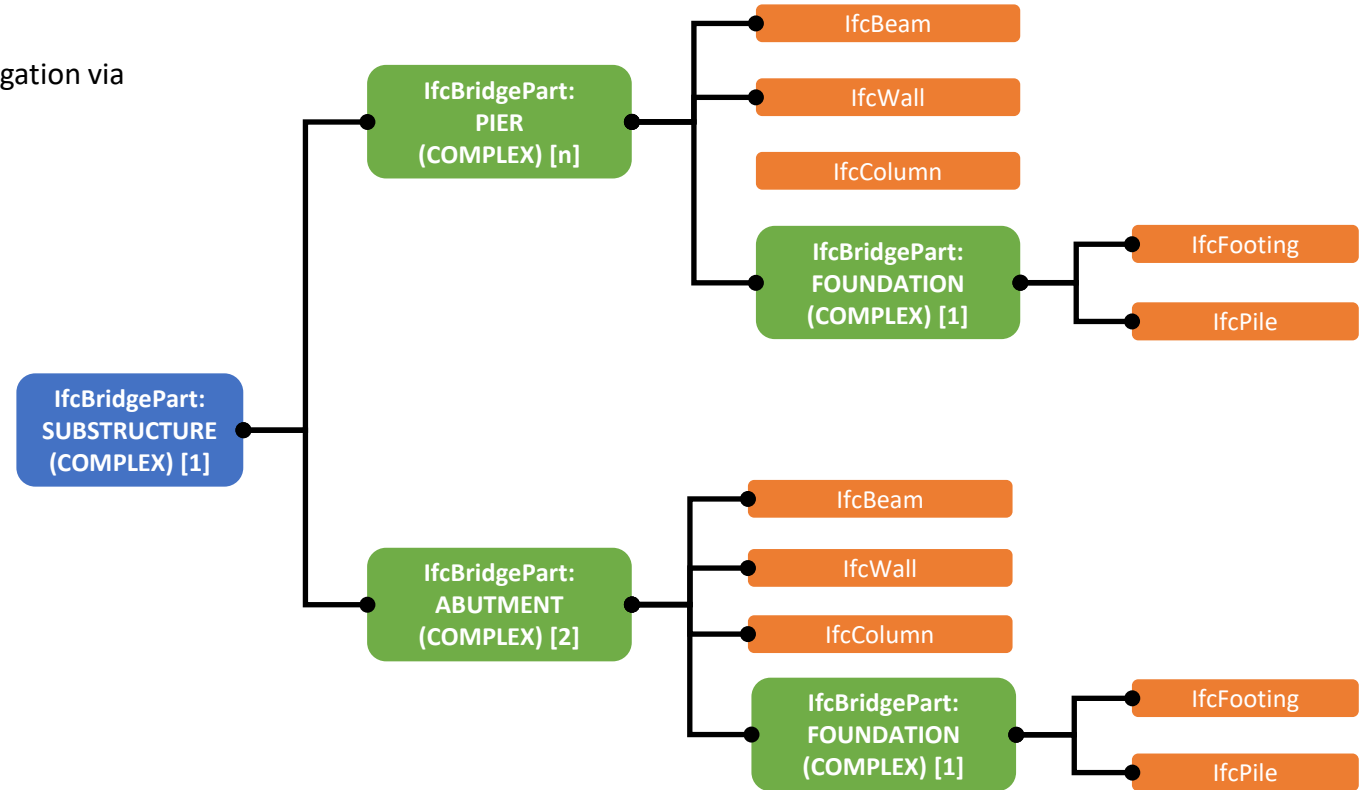 gation via
IfcBridgePart:
SUBSTRUCTURE
(COMPLEX) [1]
IfcBridgePart:
PIER
(COMPLEX) [n]
IfcBeam
IfcWall
IfcColumn
IfcBridgePart:
FOUNDATION
(COMPLEX) [1]
IfcFooting
IfcPile
IfcBridgePart:
ABUTMENT
(COMPLEX) [2]
IfcBeam
IfcWall
IfcColumn
IfcBridgePart:
FOUNDATION
(COMPLEX) [1]
IfcFooting
IfcPile